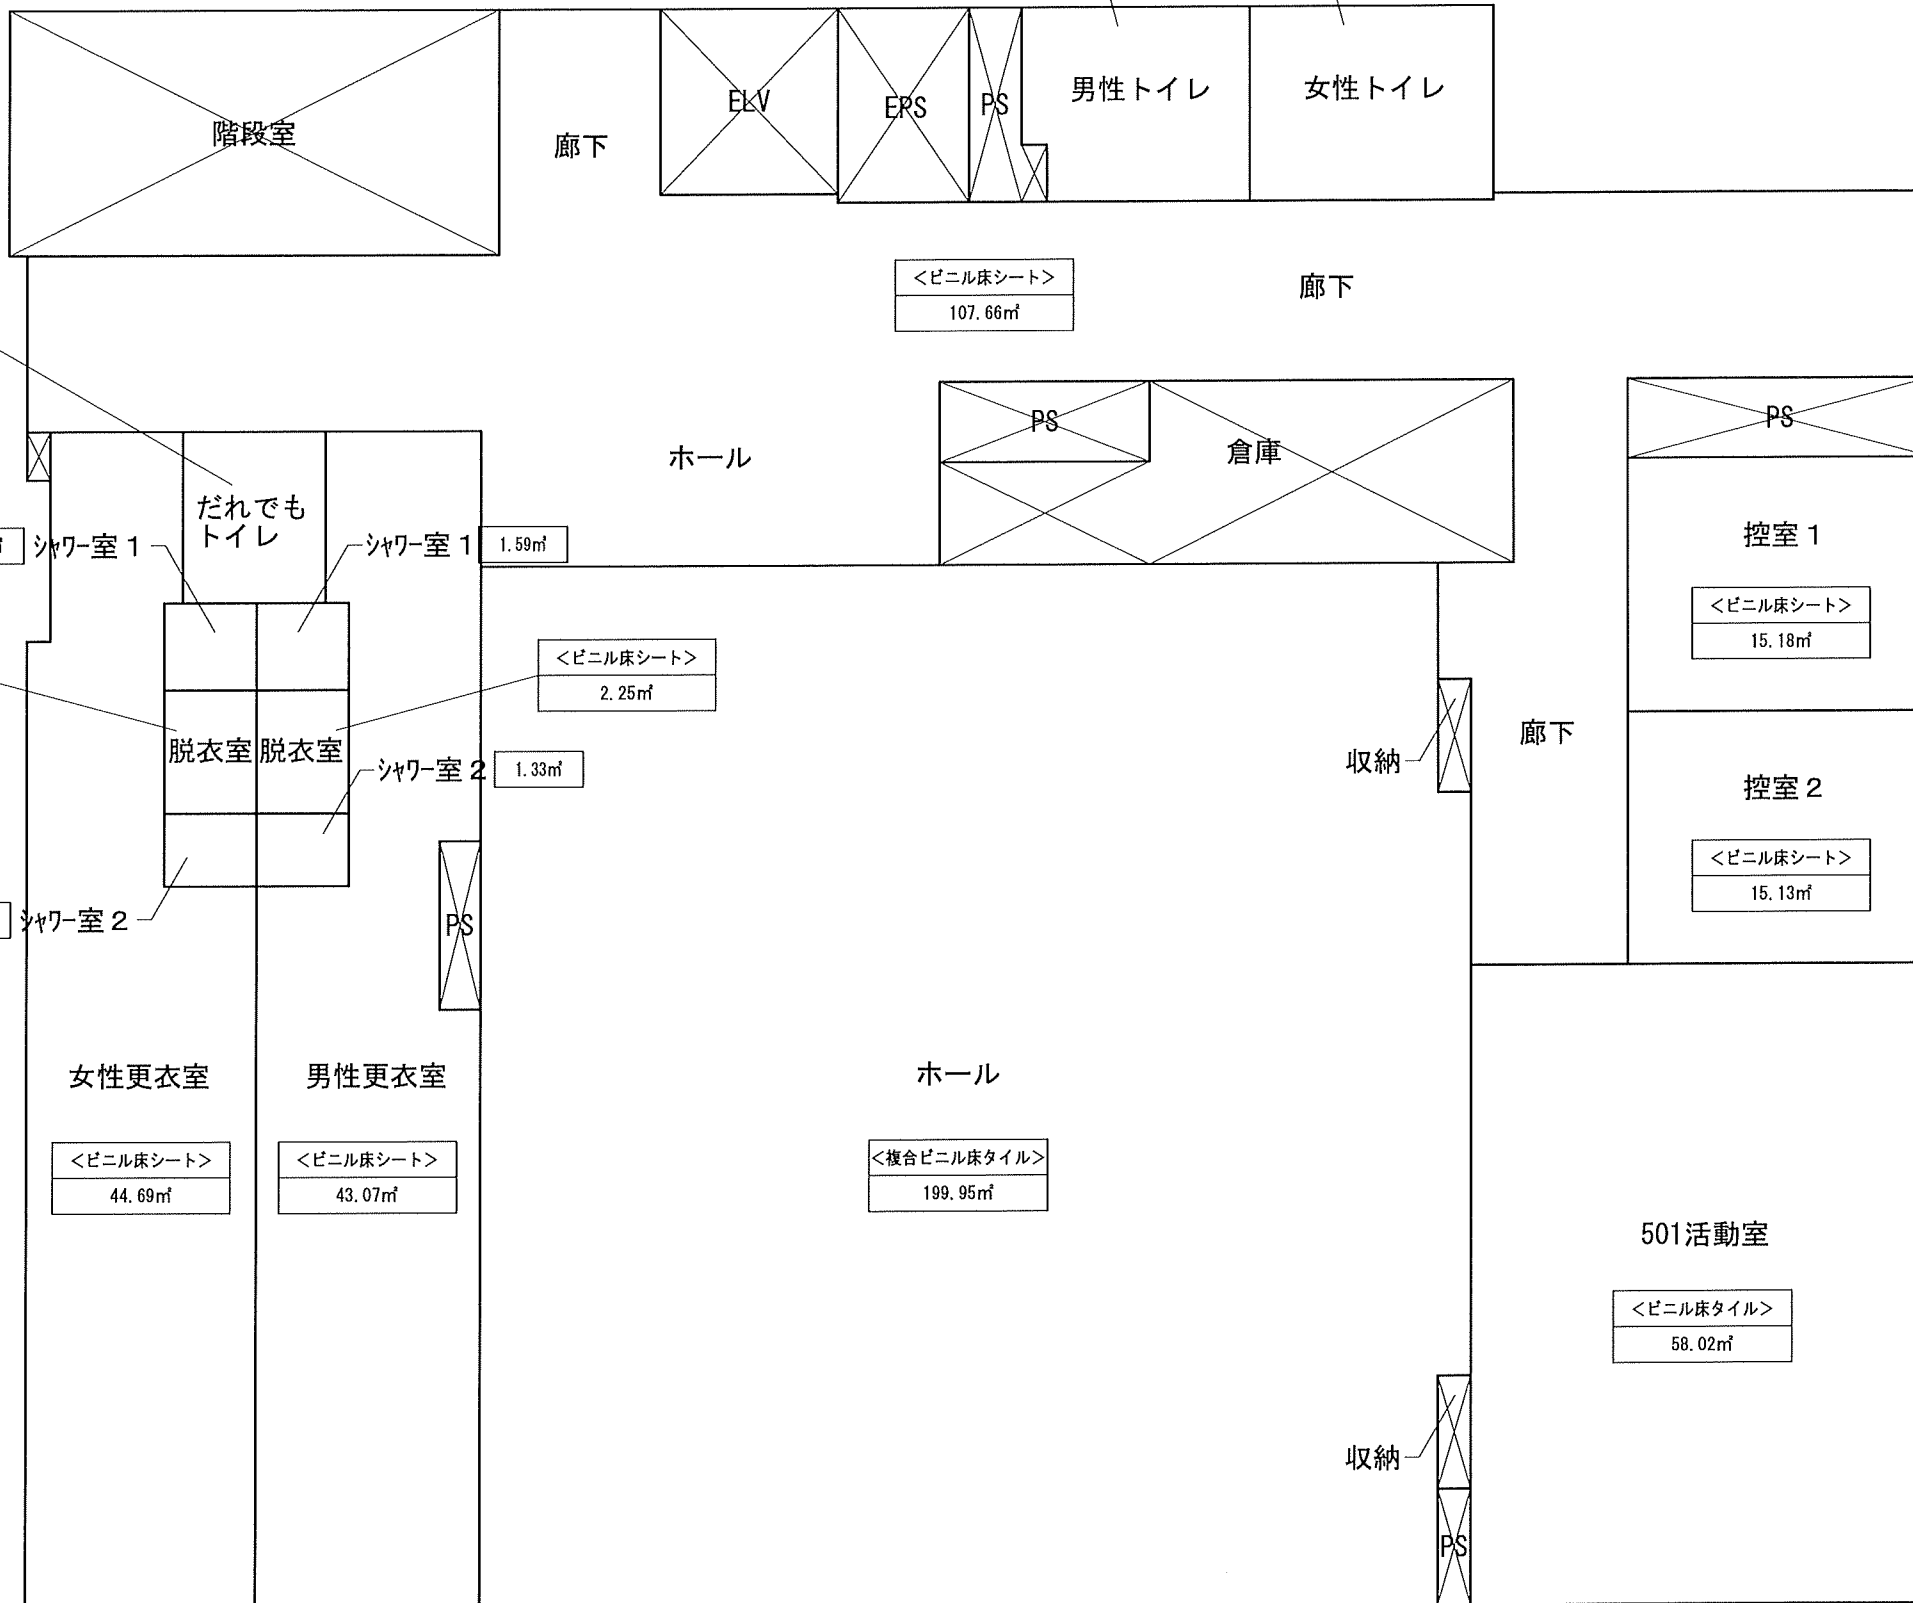 階段室
廊下
ELV
EPS
PS
男性トイレ
女性トイレ
<ビニル床シート>
107.66㎡
廊下
ホール
PS
倉庫
PS
だれでも
トイレ
シャワー室1
シャワー室1
1.59㎡
控室1
<ビニル床シート>
15.18㎡
<ビニル床シート>
2.25㎡
脱衣室
脱衣室
シャワー室2
1.33㎡
収納
廊下
控室2
<ビニル床シート>
15.13㎡
シャワー室2
PS
女性更衣室
男性更衣室
ホール
<ビニル床シート>
44.69㎡
<ビニル床シート>
43.07㎡
<複合ビニル床タイル>
199.95㎡
501活動室
<ビニル床タイル>
58.02㎡
収納
PS